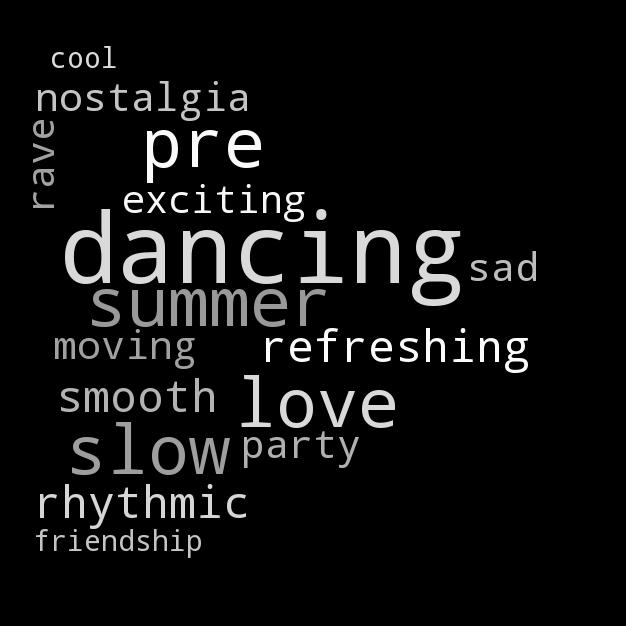 cool
nostalgia
rave
pre
exciting
dancing
sad
summer
moving
refreshing
smooth
love
slow
party
rhythmic
friendship